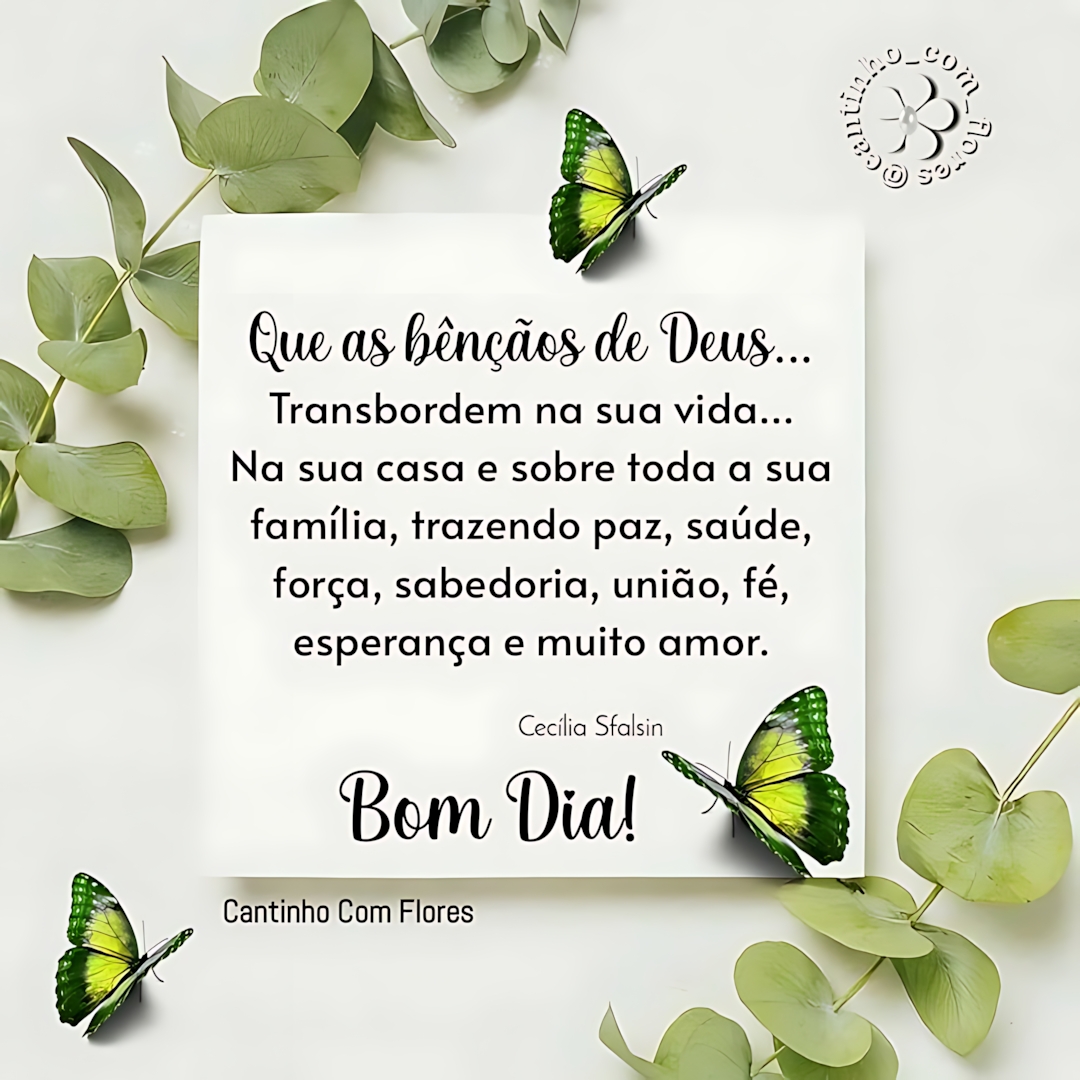 @cantinho_com_flores
Que as bênçãos de Deus...
Transbordem na sua vida...
Na sua casa e sobre toda a sua
família, trazendo paz, saúde,
força, sabedoria, união, fé,
esperança e muito amor.
Cecília Sfalsin
Bom Dia!
Cantinho Com Flores